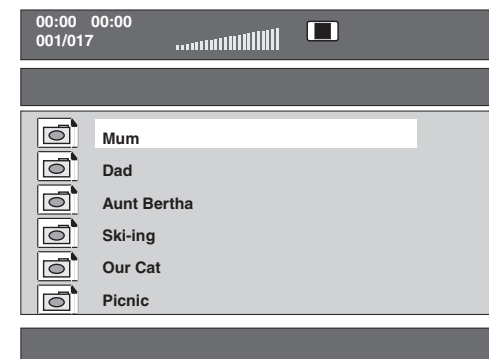 00:00 00:00
001/017
Mum
Dad
Aunt Bertha
Ski-ing
Our Cat
Picnic